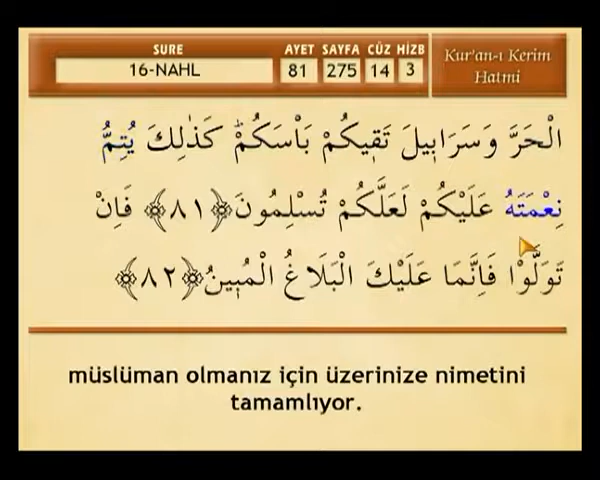 SURE AYET SAYFA CÜZ HİZB
16-NAHL 81 275 14 3
Kur'an-ı Kerim
Hatmi
الْحَرَّ وَسَرَابٖيلَ تَقٖيكُمْ بَاْسَكُمْؕ كَذٰلِكَ يُتِمُّ
نِعْمَتَهُ عَلَيْكُمْ لَعَلَّكُمْ تُسْلِمُونَ ﴿٨١﴾ فَاِنْ
تَوَلَّوْا فَاِنَّمَا عَلَيْكَ الْبَلَاغُ الْمُبٖينُ ﴿٨٢﴾
müslüman olmanız için üzerinize nimetini
tamamlıyor.